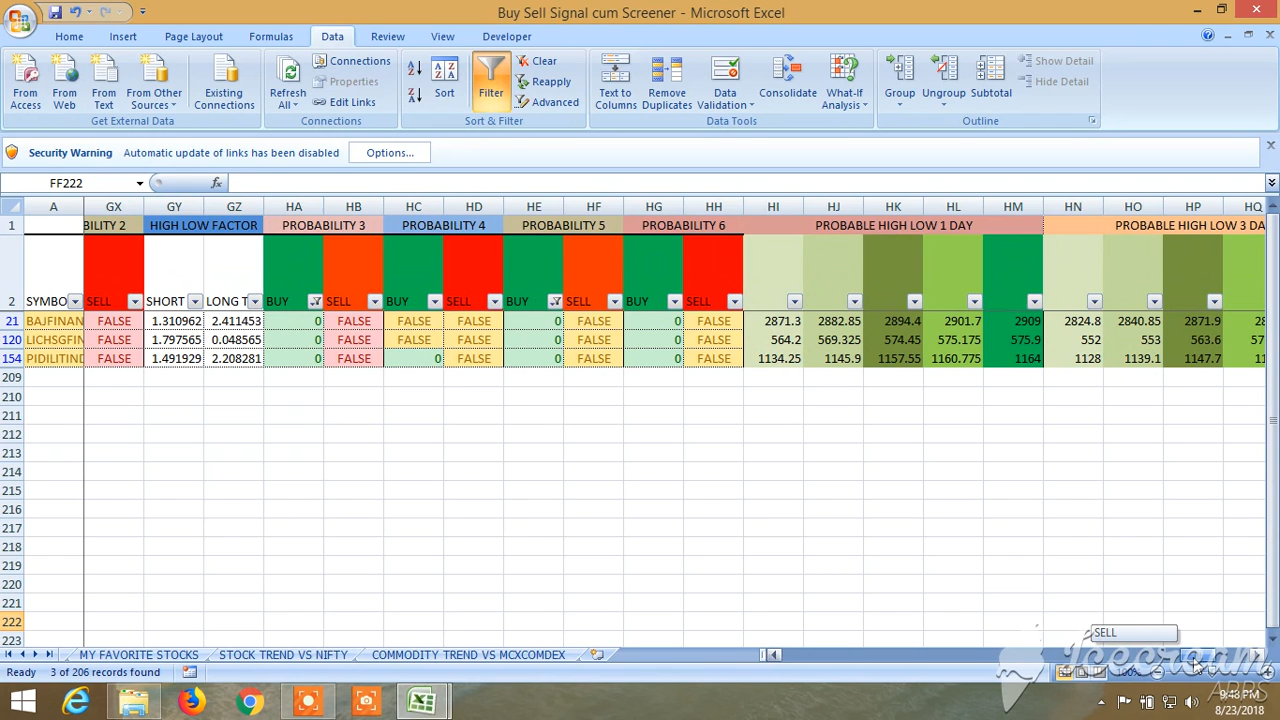 Buy Sell Signal cum Screener - Microsoft Excel
Home Insert Page Layout Formulas Data Review View Developer
From Access
From Web
From Text
From Other Sources
Existing Connections
Get External Data
Refresh All
Connections
Properties
Edit Links
Connections
Sort
Filter
Clear
Reapply
Advanced
Sort & Filter
Text to Columns
Remove Duplicates
Data Validation
Consolidate
What-If Analysis
Data Tools
Group
Ungroup
Subtotal
Show Detail
Hide Detail
Outline
Security Warning Automatic update of links has been disabled Options...
FF222 fx
A GX GY GZ HA HB HC HD HE HF HG HH HI HJ HK HL HM HN HO HP HQ
1 BILITY 2 HIGH LOW FACTOR PROBABILITY 3 PROBABILITY 4 PROBABILITY 5 PROBABILITY 6 PROBABLE HIGH LOW 1 DAY PROBABLE HIGH LOW 3 DA
2 SYMBO SELL SHORT LONG T BUY SELL BUY SELL BUY SELL BUY SELL
21 BAJFINAN FALSE 1.310962 2.411453 0 FALSE FALSE FALSE 0 FALSE 0 FALSE 2871.3 2882.85 2894.4 2901.7 2909 2824.8 2840.85 2871.9 28
120 LICHSGFIN FALSE 1.797565 0.048565 0 FALSE FALSE FALSE 0 FALSE 0 FALSE 564.2 569.325 574.45 575.175 575.9 552 553 563.6 57
154 PIDILITIND FALSE 1.491929 2.208281 0 FALSE 0 FALSE 0 FALSE 0 FALSE 1134.25 1145.9 1157.55 1160.775 1164 1128 1139.1 1147.7 11
209
210
211
212
213
214
215
216
217
218
219
220
221
222
223
SELL
MY FAVORITE STOCKS STOCK TREND VS NIFTY COMMODITY TREND VS MCXCOMDEX
Ready 3 of 206 records found 100%
Icecream
APPS
9:48 PM
8/23/2018